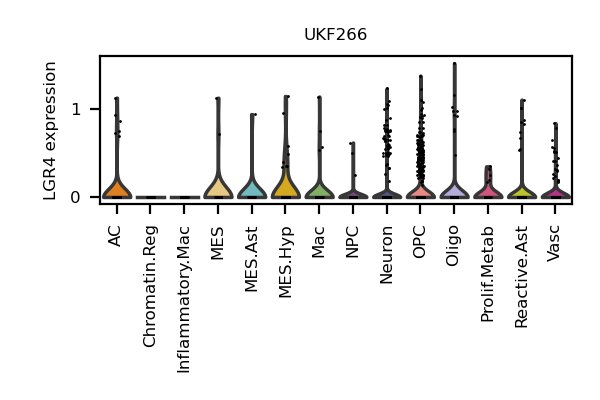 UKF266
LGR4 expression
1
0
AC
Chromatin.Reg
Inflammatory.Mac
MES
MES.Ast
MES.Hyp
Mac
NPC
Neuron
OPC
Oligo
Prolif.Metab
Reactive.Ast
Vasc